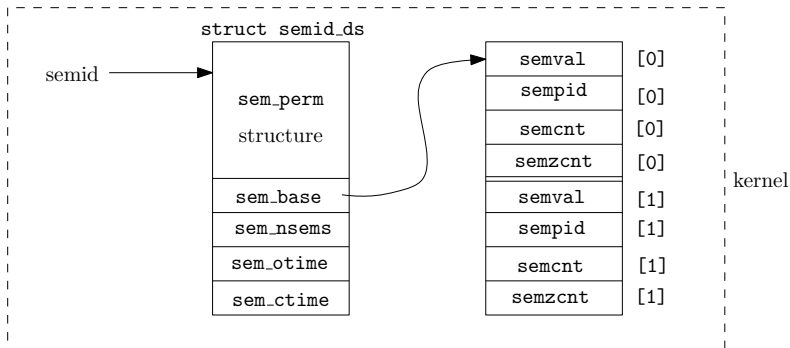 struct semid_ds
semid
sem_perm
structure
sem_base
sem_nsems
sem_otime
sem_ctime
semval [0]
sempid [0]
semcnt [0]
semzcnt [0]
semval [1]
sempid [1]
semcnt [1]
semzcnt [1]
kernel